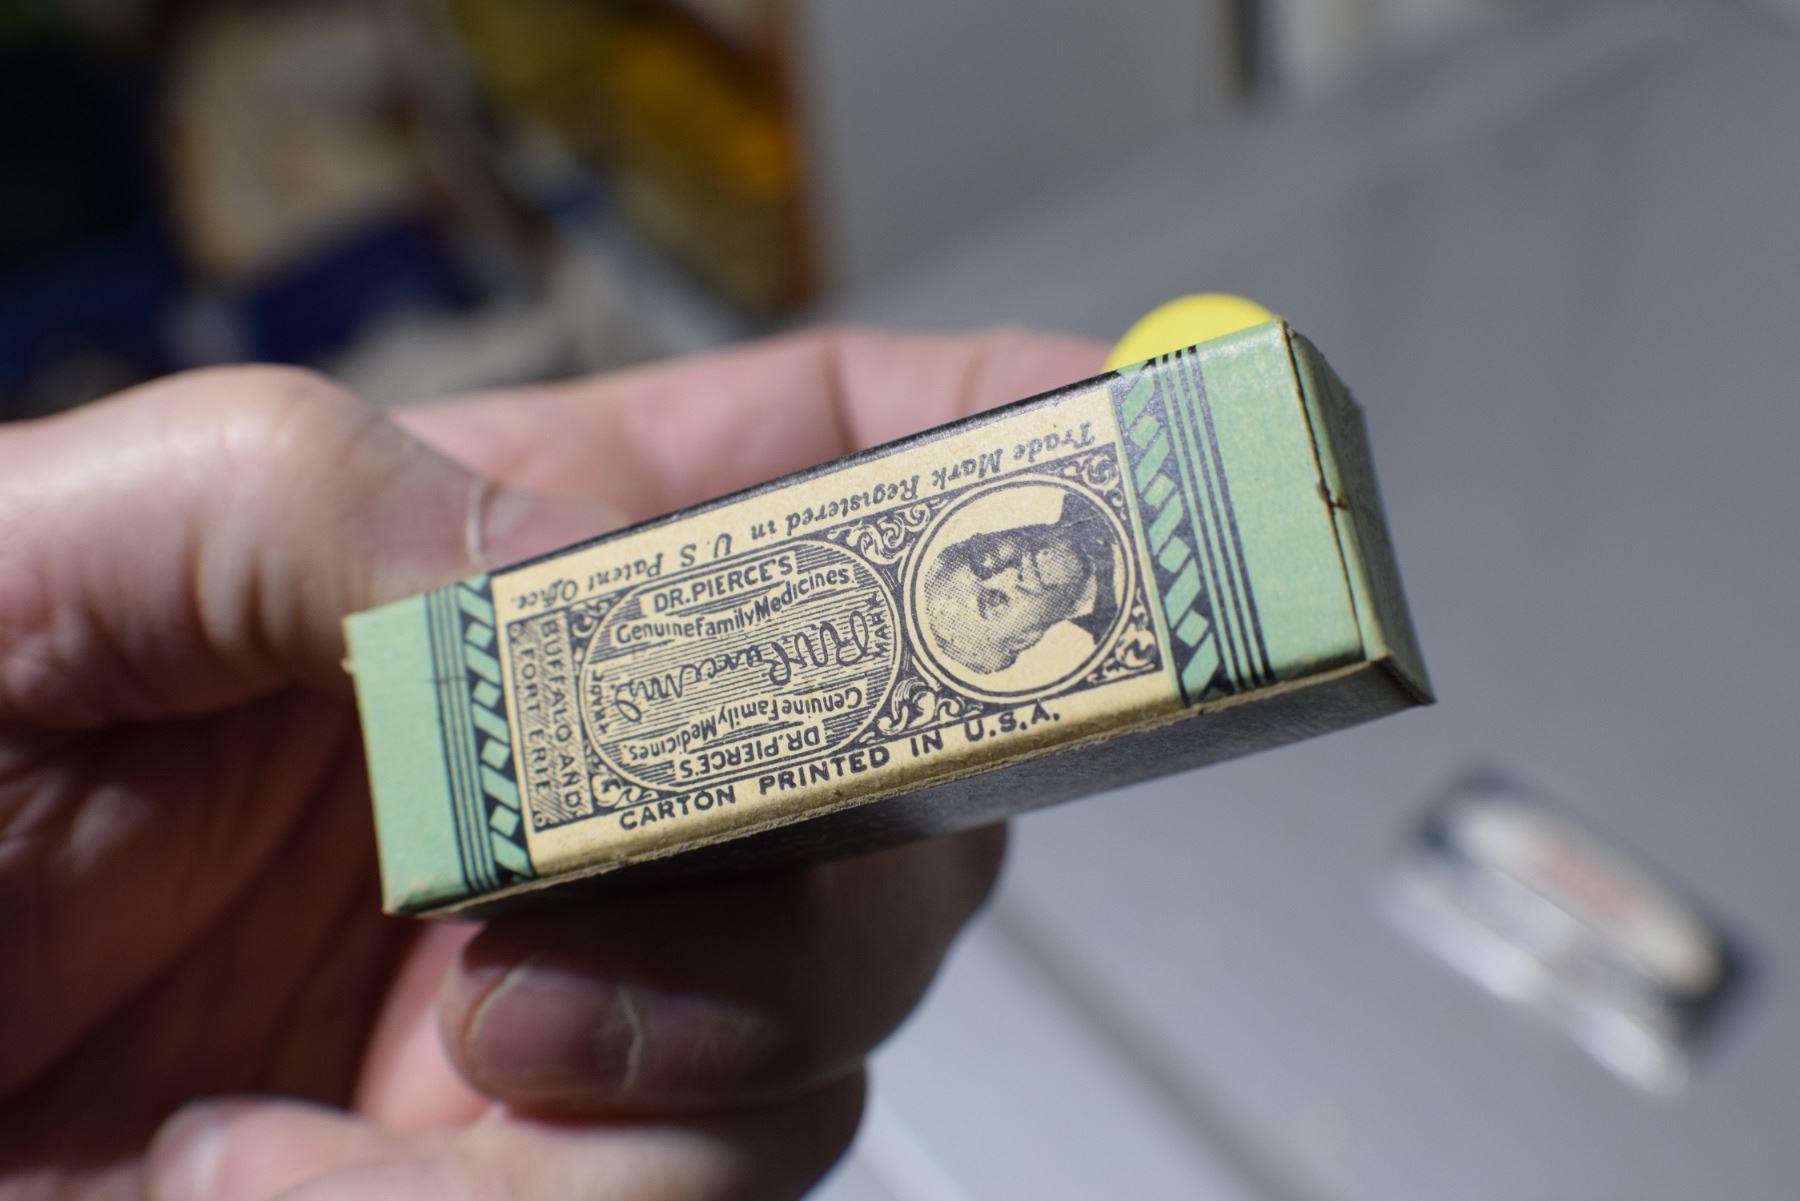 Trade Mark Registered in U.S Patent Office.
DR.PIERCE'S
Genuine Family Medicines.
TRADE
MARK
Genuine Family Medicines.
DR.PIERCE'S
BUFFALO AND
FORT ERIE
CARTON PRINTED IN U.S.A.